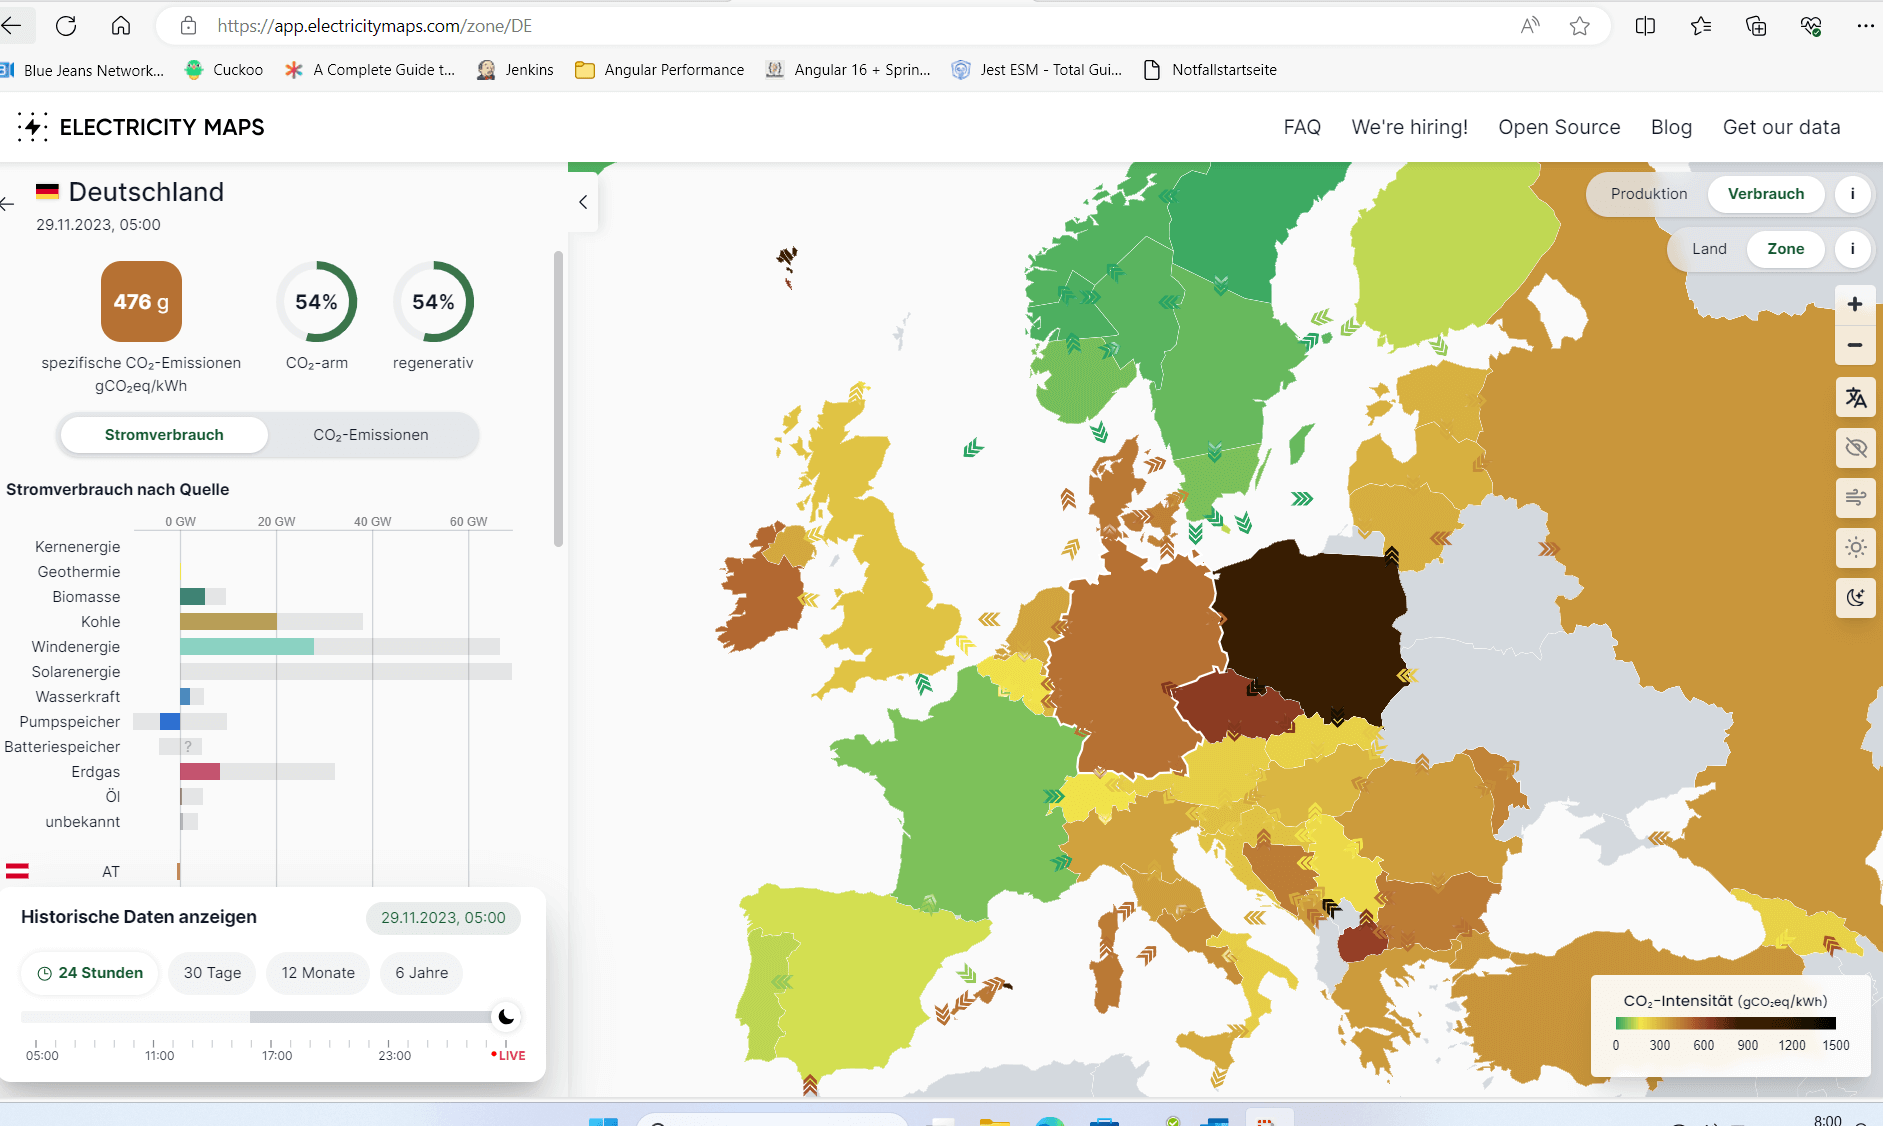 https://app.electricitymaps.com/zone/DE
Blue Jeans Network...
Cuckoo
A Complete Guide t...
Jenkins
Angular Performance
Angular 16 + Sprin...
Jest ESM - Total Gui...
Notfallstartseite
ELECTRICITY MAPS
FAQ
We're hiring!
Open Source
Blog
Get our data
Deutschland
29.11.2023, 05:00
476 g
54%
54%
spezifische CO₂-Emissionen
gCO₂eq/kWh
CO₂-arm
regenerativ
Stromverbrauch
CO₂-Emissionen
Stromverbrauch nach Quelle
0 GW
20 GW
40 GW
60 GW
Kernenergie
Geothermie
Biomasse
Kohle
Windenergie
Solarenergie
Wasserkraft
Pumpspeicher
Batteriespeicher
?
Erdgas
Öl
unbekannt
AT
Historische Daten anzeigen
29.11.2023, 05:00
24 Stunden
30 Tage
12 Monate
6 Jahre
05:00
11:00
17:00
23:00
LIVE
Produktion
Verbrauch
i
Land
Zone
i
CO₂-Intensität (gCO₂eq/kWh)
0
300
600
900
1200
1500
8:00